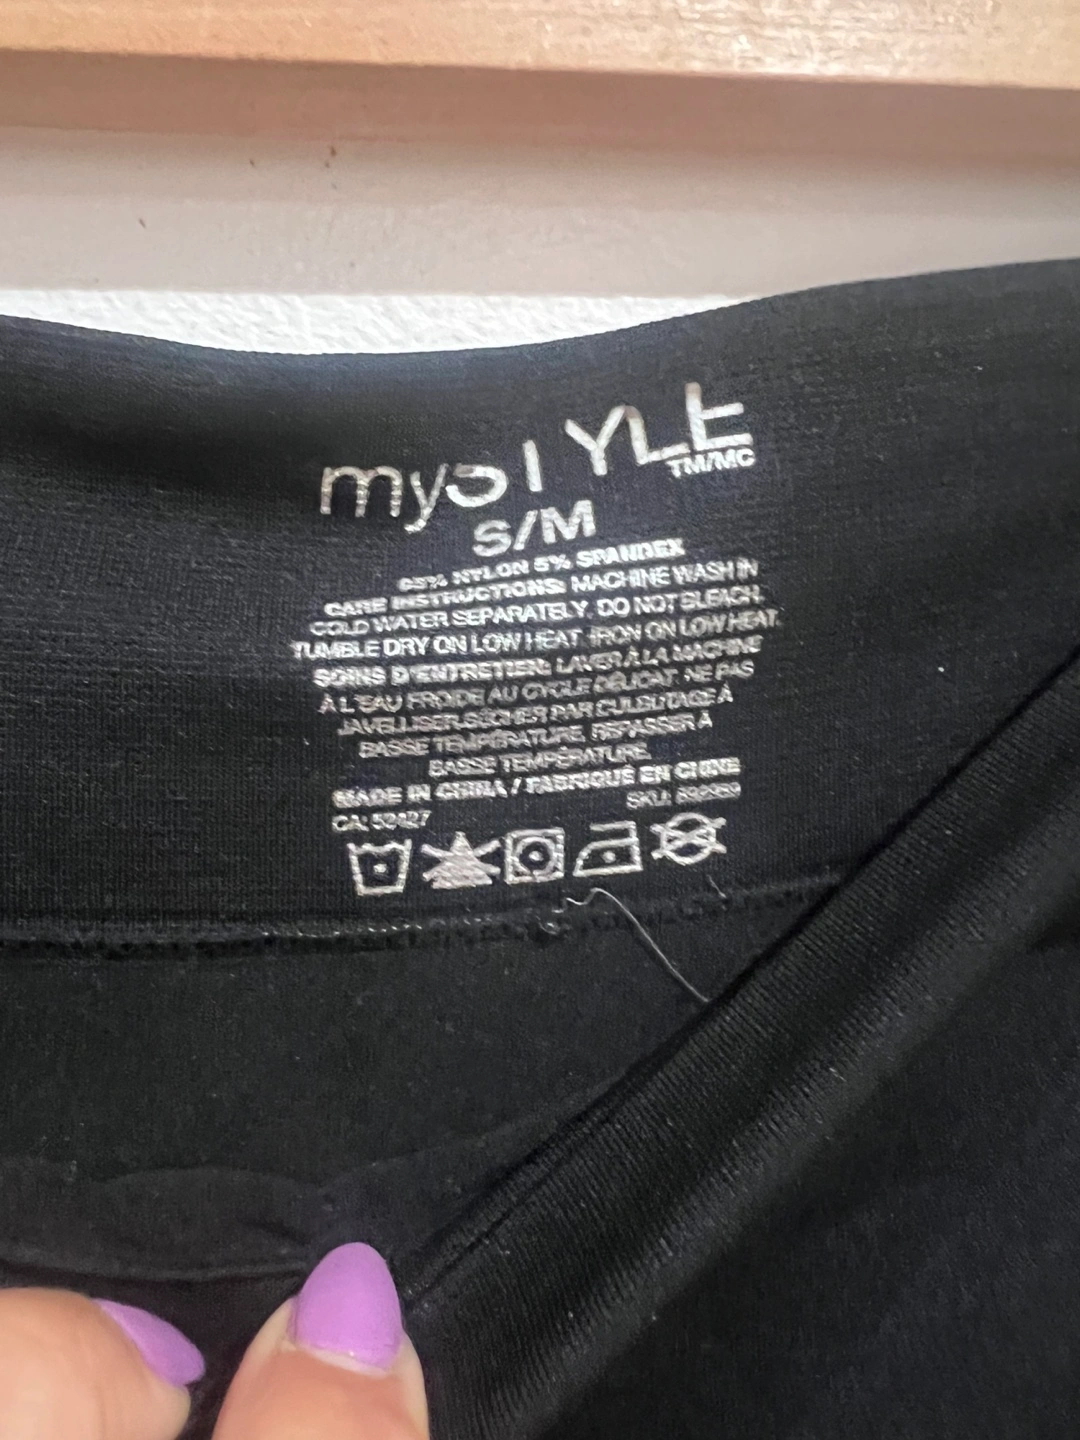 mySTYLE
TM/MC
S/M
95% NYLON 5% SPANDEX
CARE INSTRUCTIONS: MACHINE WASH IN
COLD WATER SEPARATELY. DO NOT BLEACH.
TUMBLE DRY ON LOW HEAT. IRON ON LOW HEAT.
SOINS D'ENTRETIEN: LAVER À LA MACHINE
À L'EAU FROIDE AU CYCLE DÉLICAT. NE PAS
JAVELLISER. SÉCHER PAR CULBUTAGE À
BASSE TEMPÉRATURE. REPASSER À
BASSE TEMPÉRATURE.
MADE IN CHINA / FABRIQUÉ EN CHINE
CA: 52427
SKU: